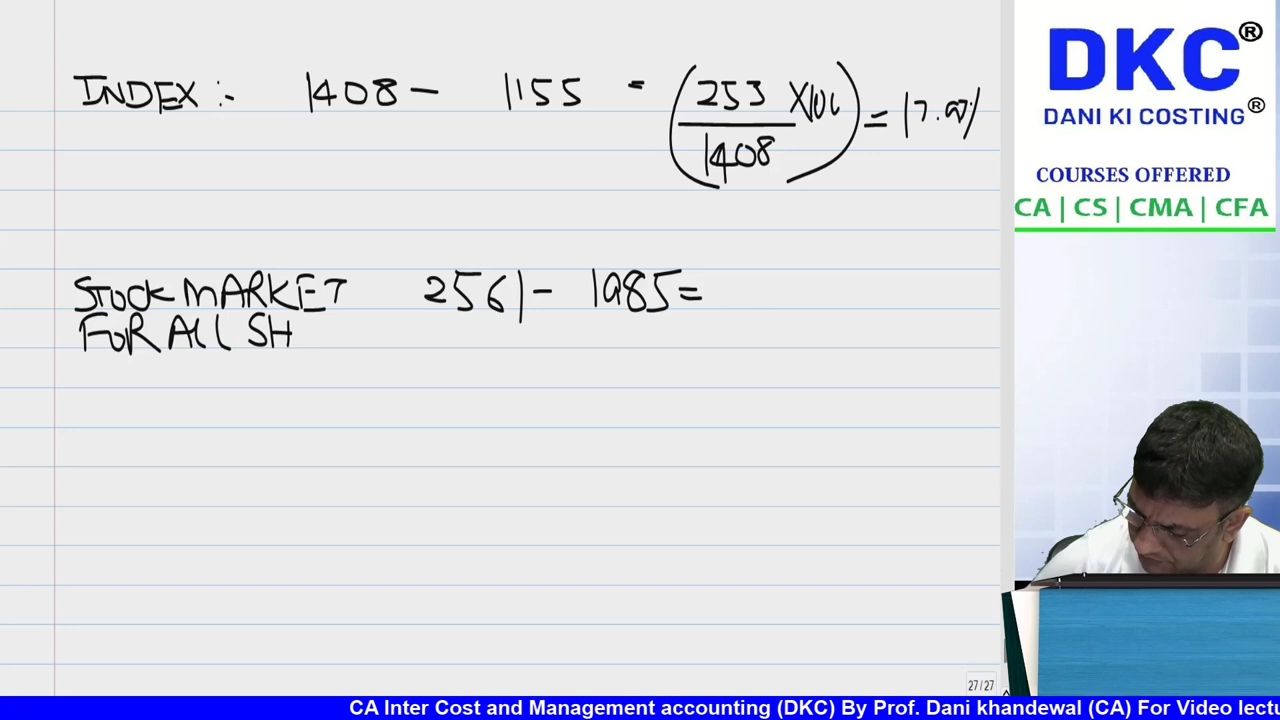 INDEX :- 1408 - 1155 = (253 X100 / 1408) = 17.97%
STOCK MARKET 2561 - 1985 =
FOR ALL SH
DKC®
DANI KI COSTING®
COURSES OFFERED
CA | CS | CMA | CFA
27/27
CA Inter Cost and Management accounting (DKC) By Prof. Dani khandewal (CA) For Video lectu